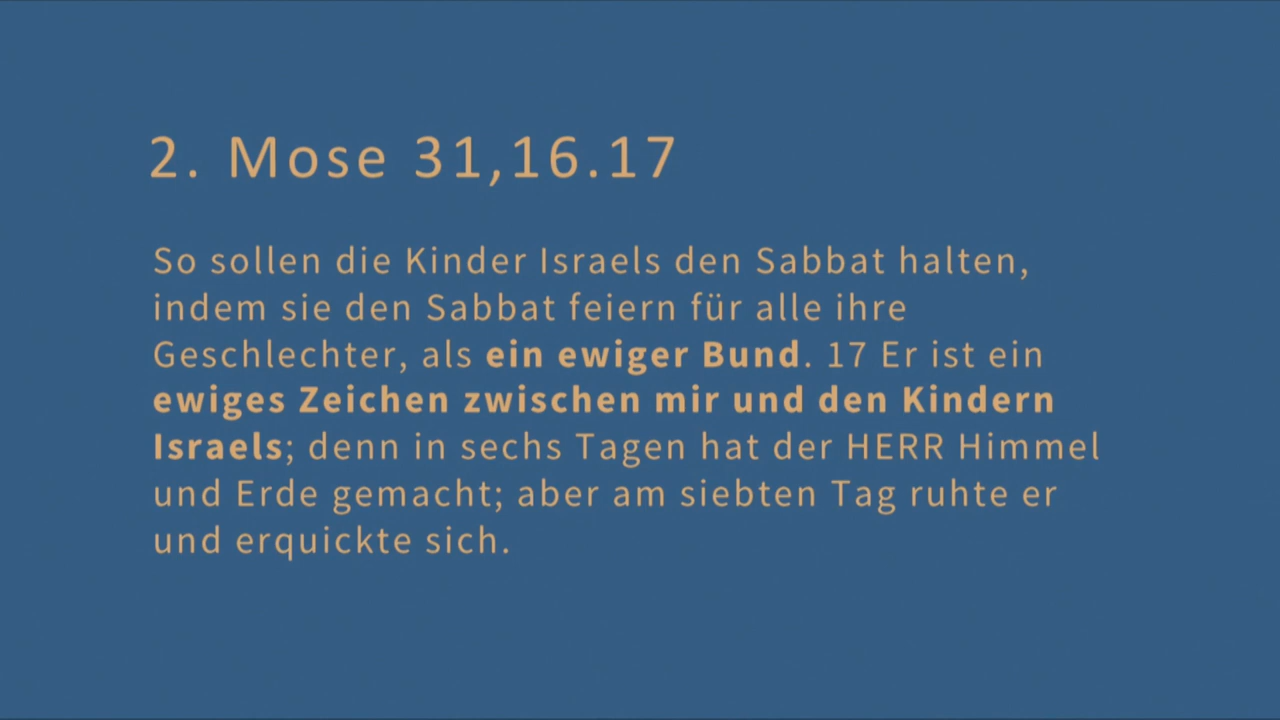 2. Mose 31,16.17
So sollen die Kinder Israels den Sabbat halten,
indem sie den Sabbat feiern für alle ihre
Geschlechter, als ein ewiger Bund. 17 Er ist ein
ewiges Zeichen zwischen mir und den Kindern
Israels; denn in sechs Tagen hat der HERR Himmel
und Erde gemacht; aber am siebten Tag ruhte er
und erquickte sich.